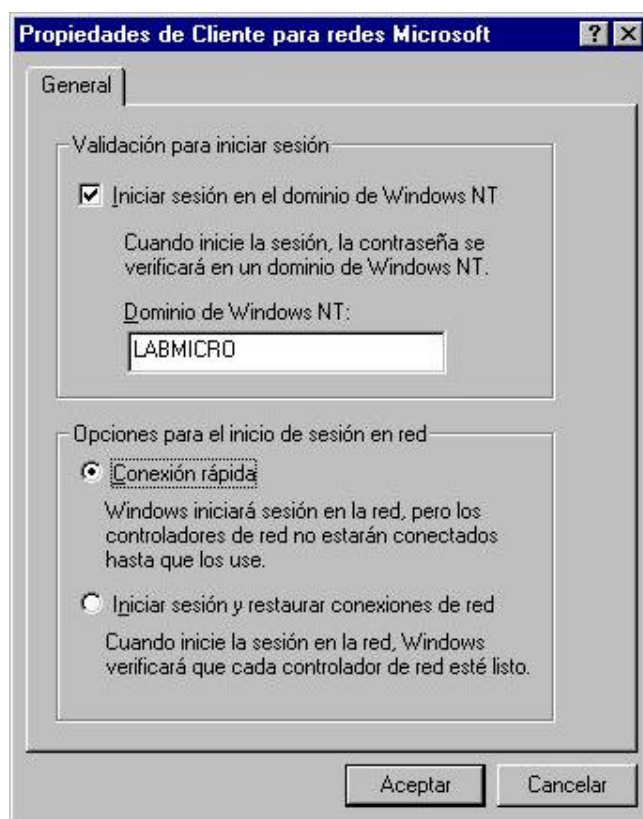 Propiedades de Cliente para redes Microsoft
General
Validación para iniciar sesión
Iniciar sesión en el dominio de Windows NT
Cuando inicie la sesión, la contraseña se
verificará en un dominio de Windows NT.
Dominio de Windows NT:
LABMICRO
Opciones para el inicio de sesión en red
Conexión rápida
Windows iniciará sesión en la red, pero los
controladores de red no estarán conectados
hasta que los use.
Iniciar sesión y restaurar conexiones de red
Cuando inicie la sesión en la red, Windows
verificará que cada controlador de red esté listo.
Aceptar Cancelar